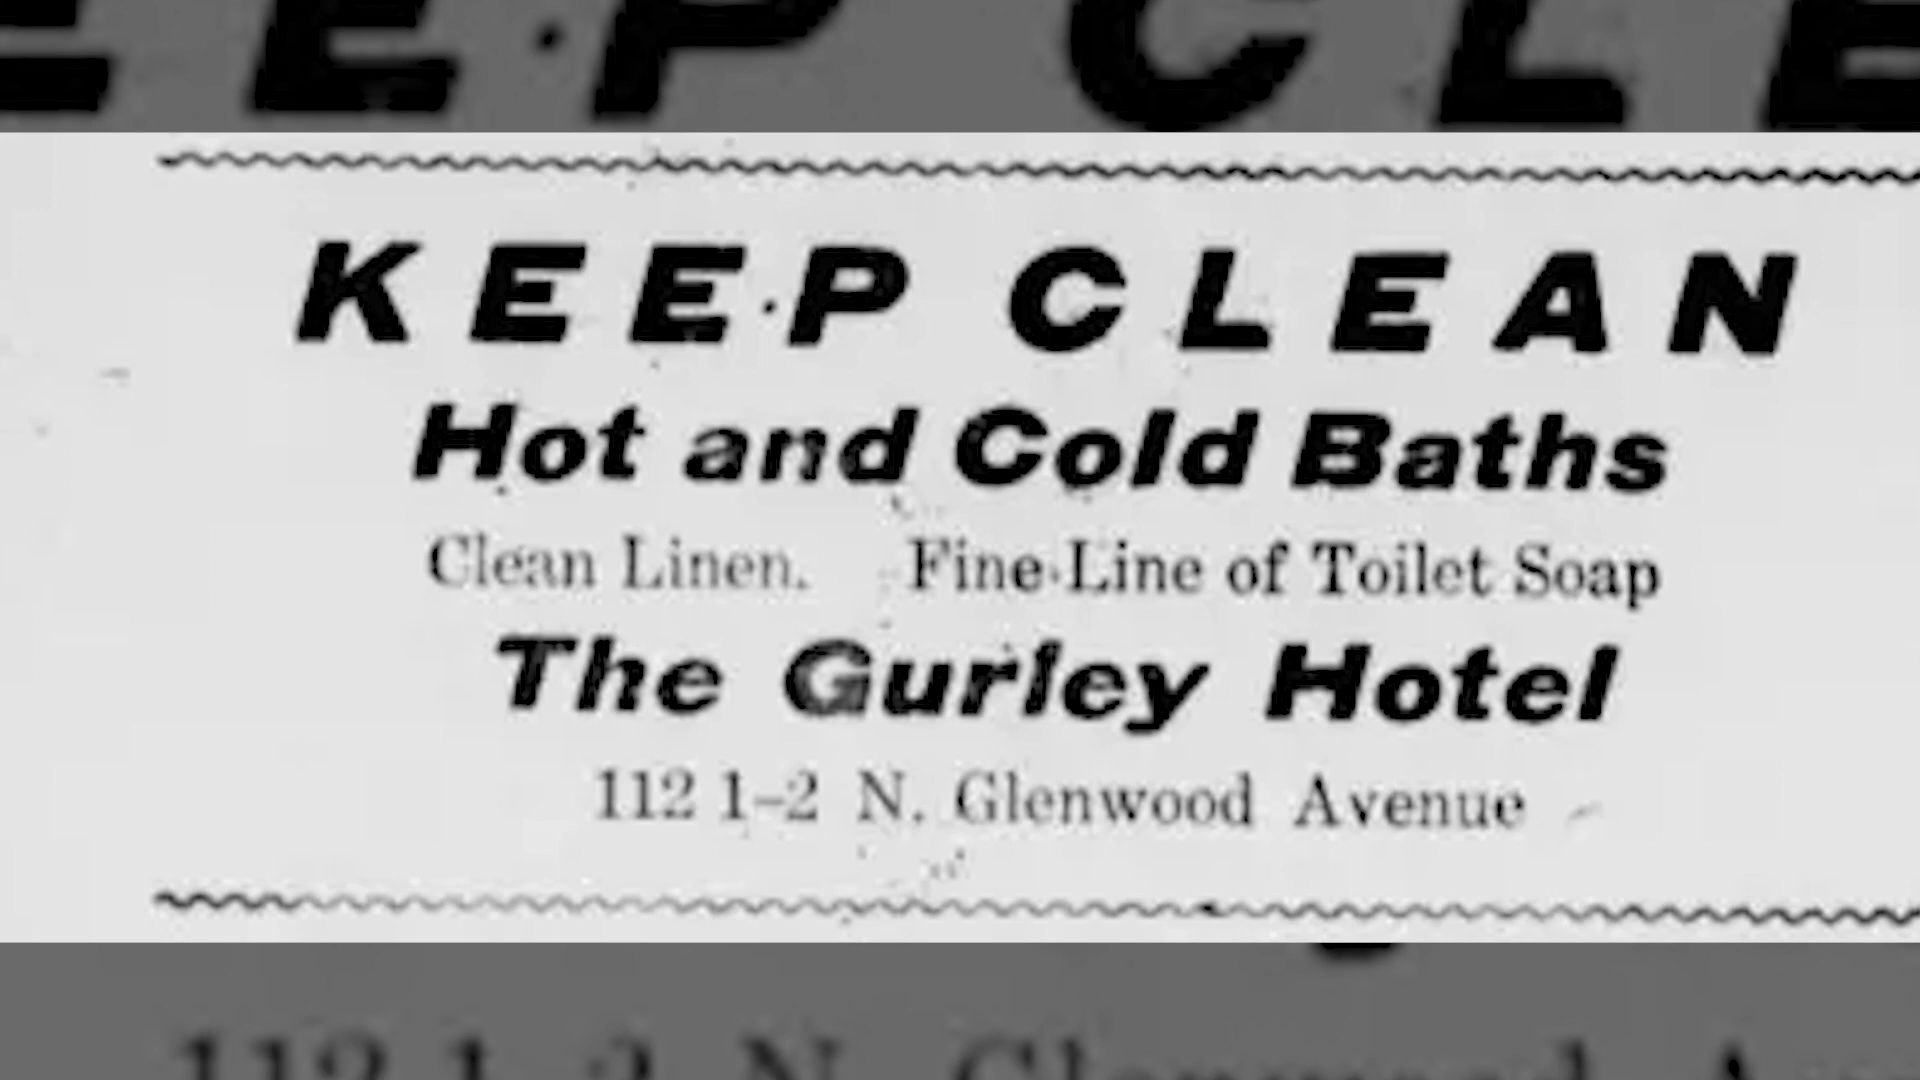 KEEP CLEAN
Hot and Cold Baths
Clean Linen. Fine Line of Toilet Soap
The Gurley Hotel
112 1-2 N. Glenwood Avenue